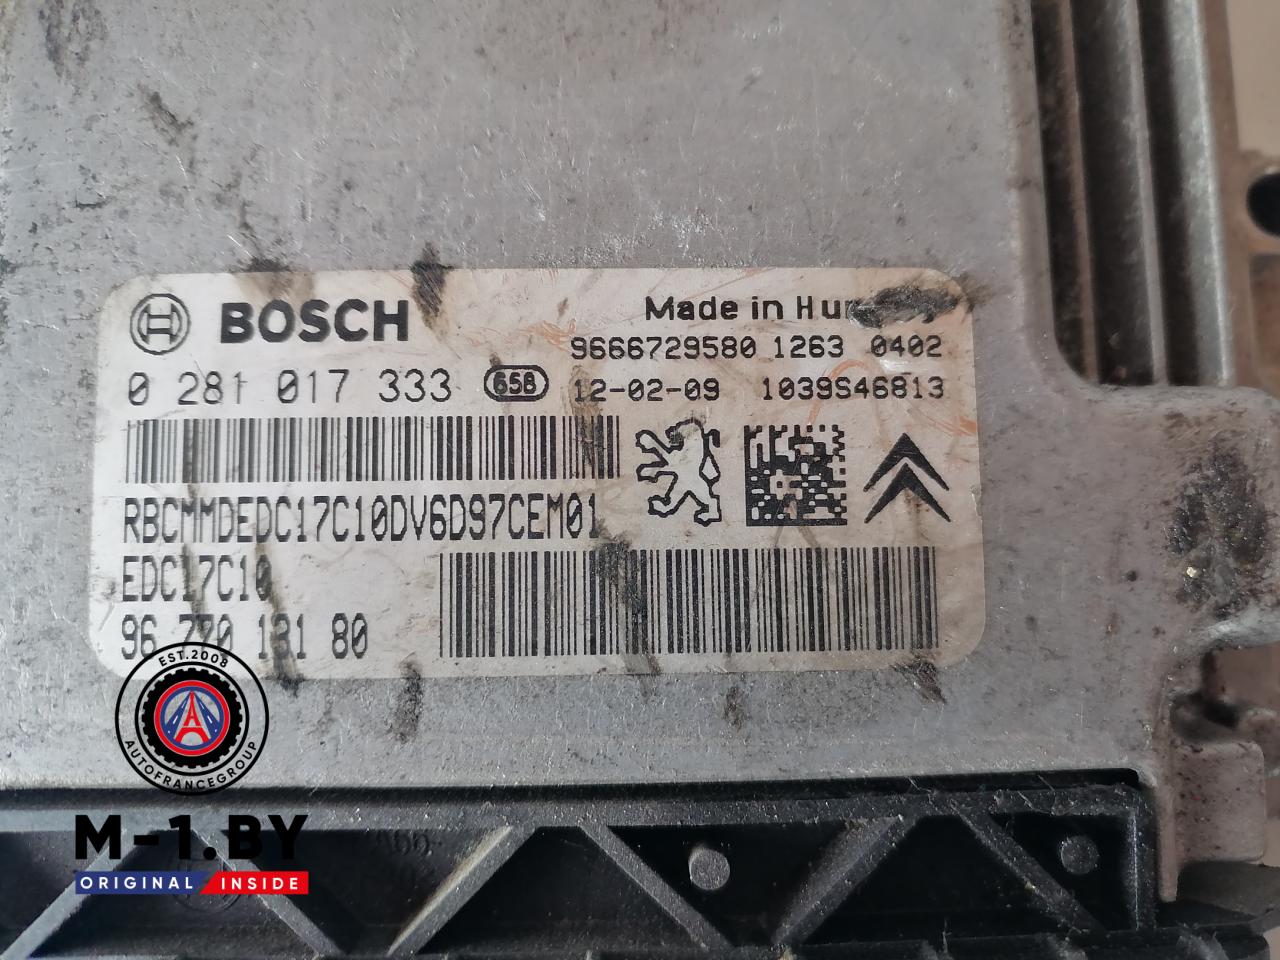 BOSCH
Made in Hu
9666729580 1263 0402
0 281 017 333 658 12-02-09 1039S46813
RBCMMDEDC17C10DV6D97CEM01
EDC17C10
96 770 131 80
EST.2008
AUTOFRANCEGROUP
M-1.BY
ORIGINAL INSIDE